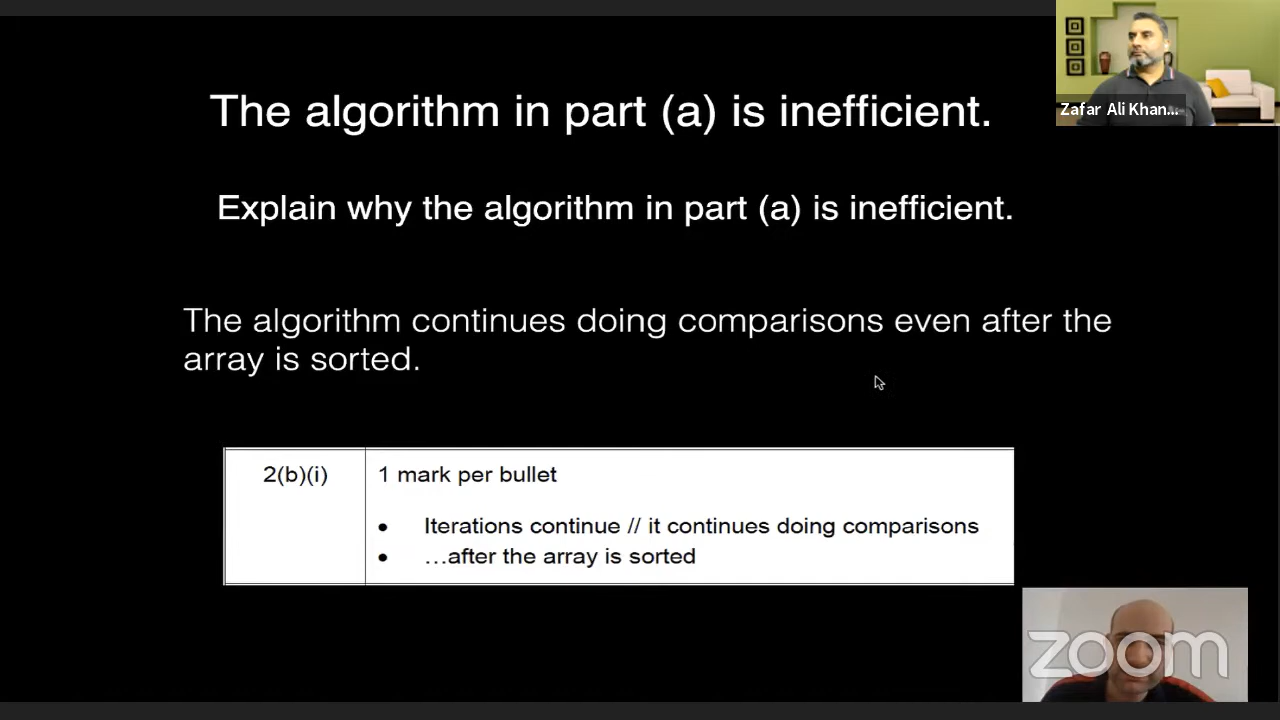 The algorithm in part (a) is inefficient.
Zafar Ali Khan...
Explain why the algorithm in part (a) is inefficient.
The algorithm continues doing comparisons even after the
array is sorted.
2(b)(i) 1 mark per bullet
• Iterations continue // it continues doing comparisons
• …after the array is sorted
zoom